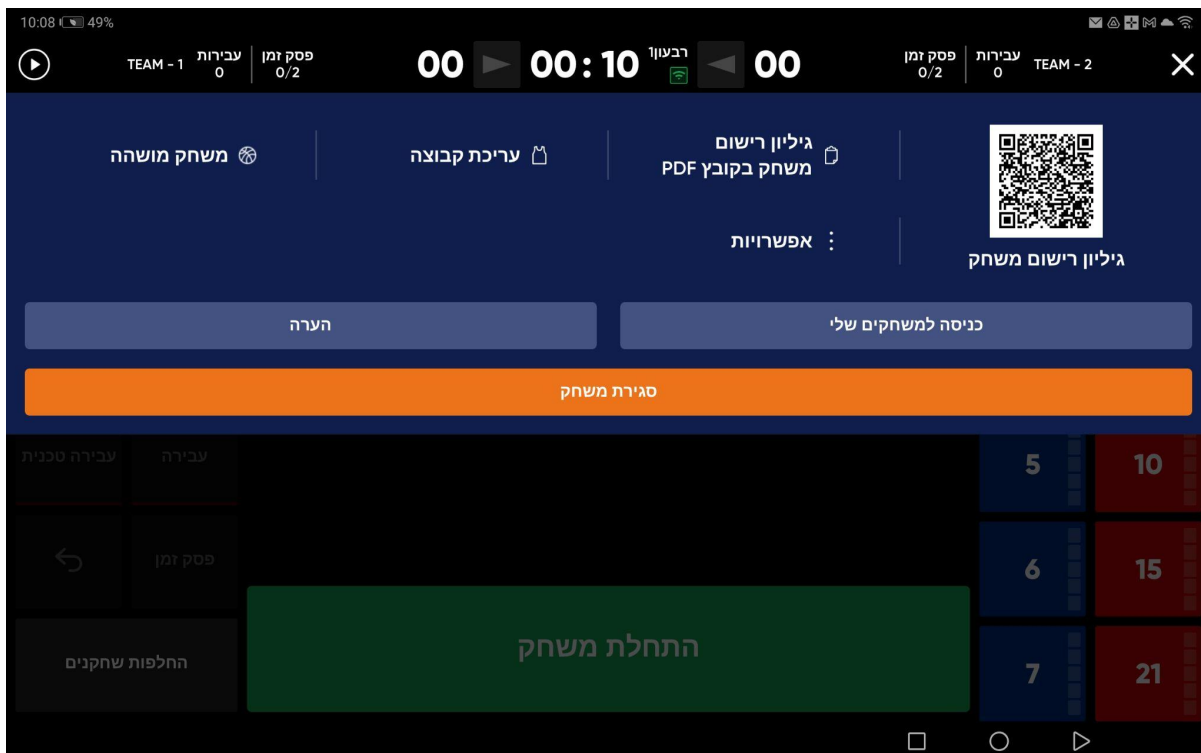 10:08 49%
TEAM - 1
עבירות
0
פסק זמן
0/2
00
00:10
רבעון1
00
פסק זמן
0/2
עבירות
0
TEAM - 2
גיליון רישום משחק
גיליון רישום
משחק בקובץ PDF
עריכת קבוצה
משחק מושהה
אפשרויות
כניסה למשחקים שלי
הערה
סגירת משחק
עבירה
עבירה טכנית
5
10
פסק זמן
6
15
התחלת משחק
החלפות שחקנים
7
21